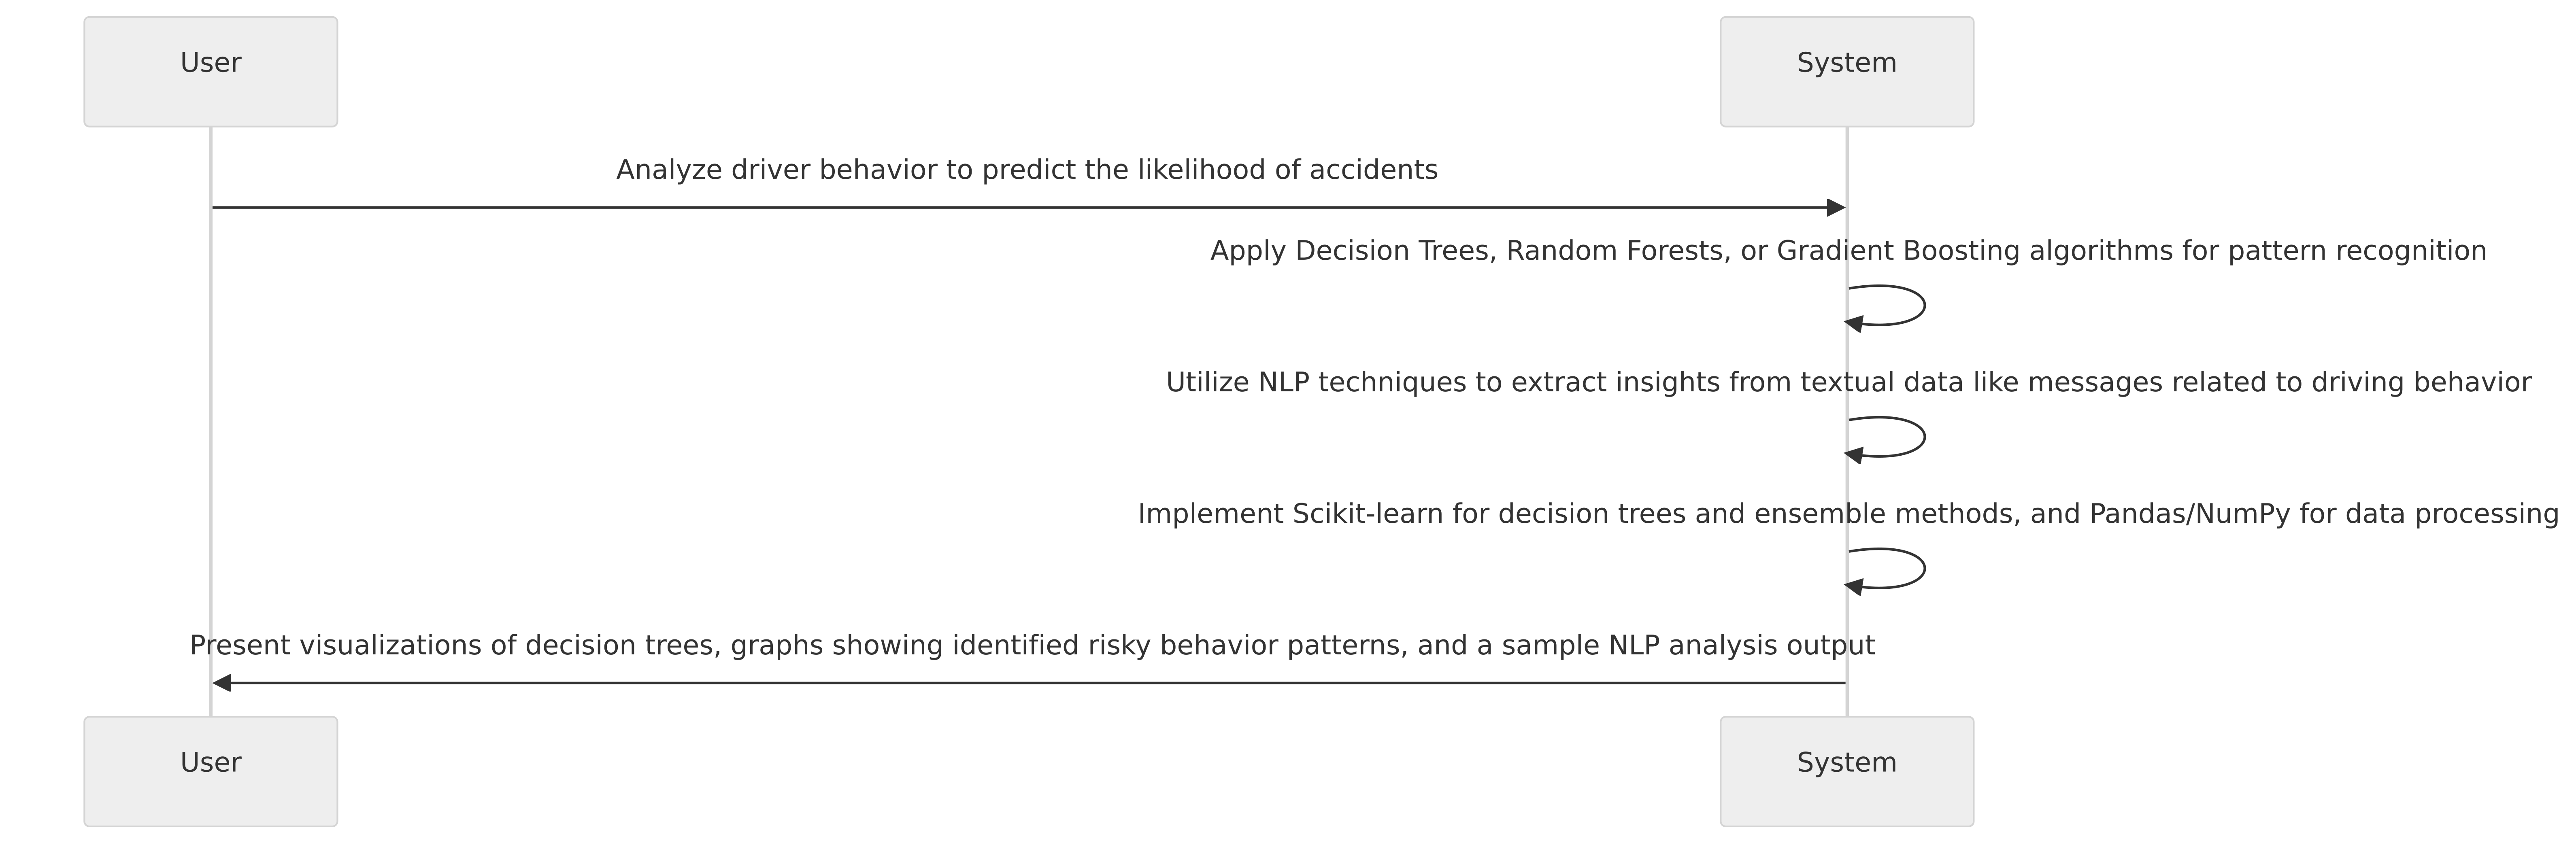 User
System
Analyze driver behavior to predict the likelihood of accidents
Apply Decision Trees, Random Forests, or Gradient Boosting algorithms for pattern recognition
Utilize NLP techniques to extract insights from textual data like messages related to driving behavior
Implement Scikit-learn for decision trees and ensemble methods, and Pandas/NumPy for data processing
Present visualizations of decision trees, graphs showing identified risky behavior patterns, and a sample NLP analysis output
User
System